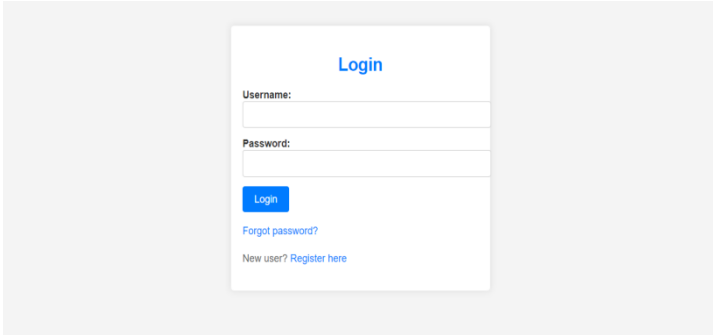 Login
Username:
Password:
Login
Forgot password?
New user? Register here